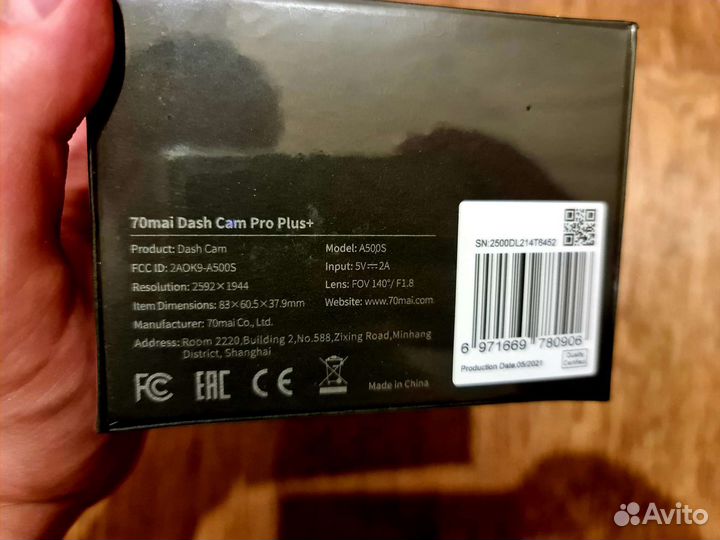 70mai Dash Cam Pro Plus+
Product: Dash Cam
FCC ID: 2AOK9-A500S
Resolution: 2592×1944
Item Dimensions: 83×60.5×37.9mm
Manufacturer: 70mai Co., Ltd.
Address: Room 2220,Building 2,No.588,Zixing Road,Minhang
District, Shanghai
Model: A500S
Input: 5V⎓2A
Lens: FOV 140°/ F1.8
Website: www.70mai.com
FC EAC CE
Made in China
SN:2500DL214T6452
6 971669 780906
Production Date:05/2021
Quality
Certified
Avito